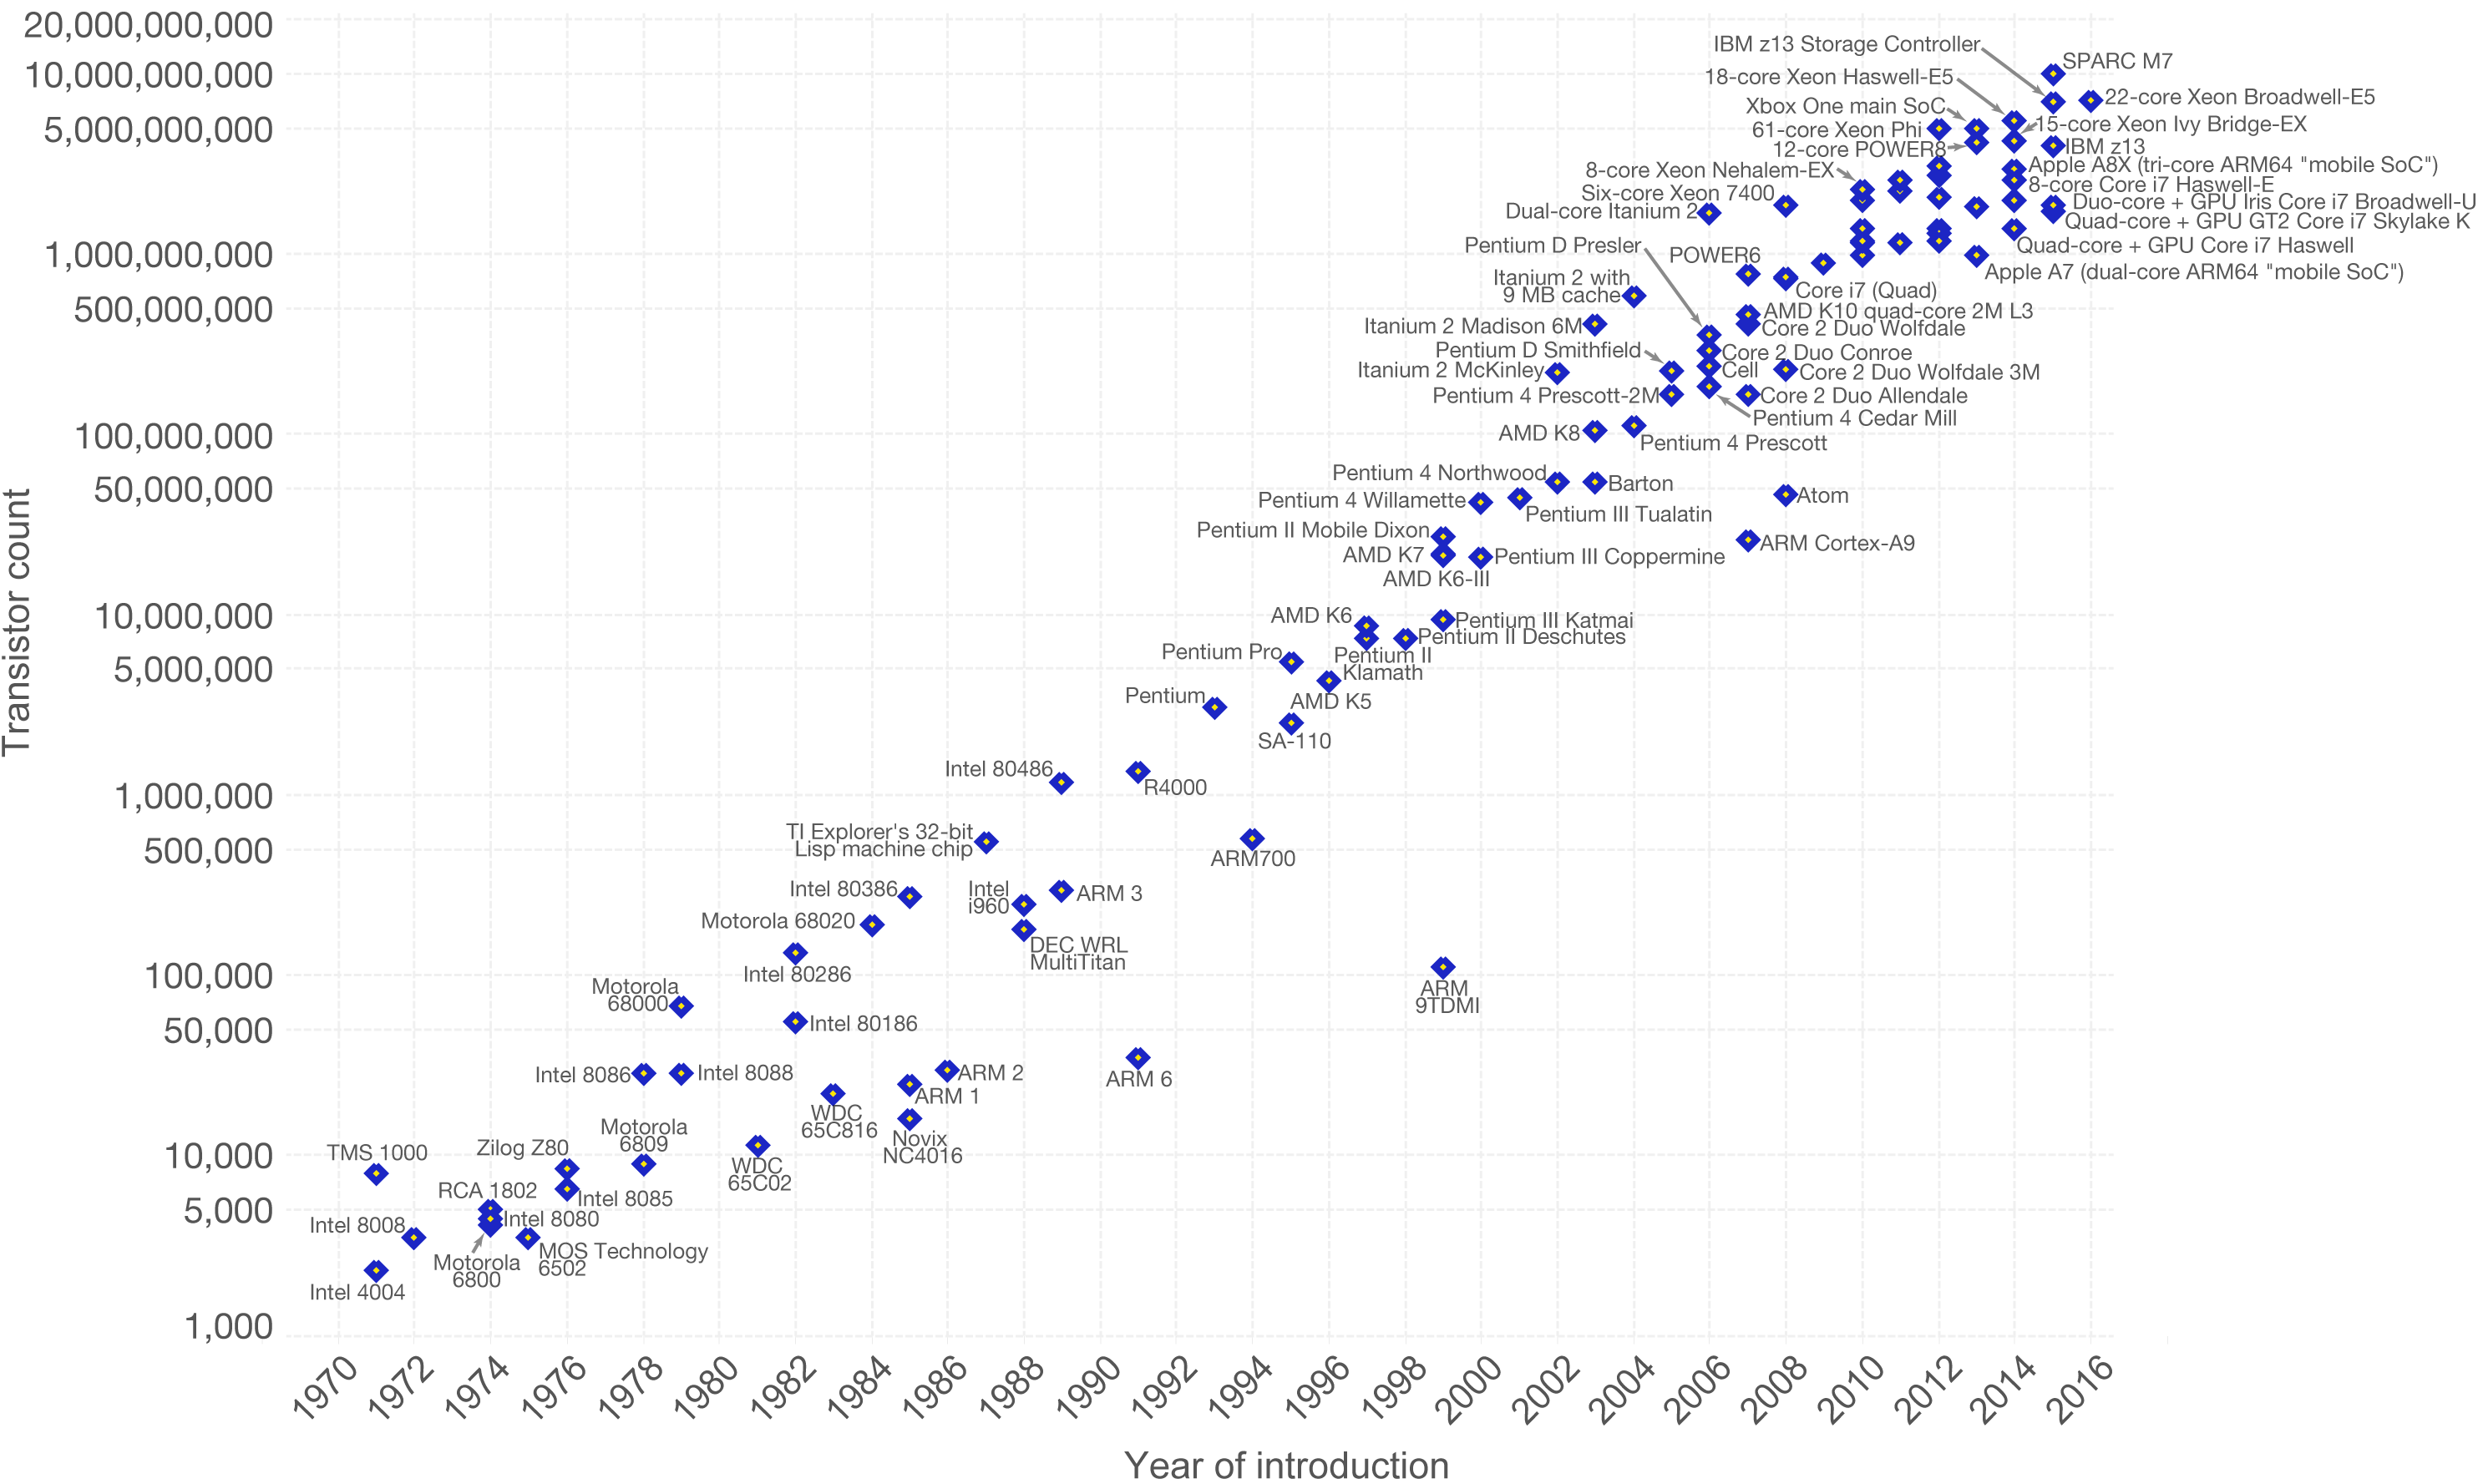 20,000,000,000
10,000,000,000
5,000,000,000
1,000,000,000
500,000,000
100,000,000
50,000,000
10,000,000
5,000,000
1,000,000
500,000
100,000
50,000
10,000
5,000
1,000
Transistor count
IBM z13 Storage Controller
SPARC M7
18-core Xeon Haswell-E5
22-core Xeon Broadwell-E5
Xbox One main SoC
61-core Xeon Phi
15-core Xeon Ivy Bridge-EX
12-core POWER8
IBM z13
8-core Xeon Nehalem-EX
Apple A8X (tri-core ARM64 "mobile SoC")
Six-core Xeon 7400
8-core Core i7 Haswell-E
Dual-core Itanium 2
Duo-core + GPU Iris Core i7 Broadwell-U
Quad-core + GPU GT2 Core i7 Skylake K
Pentium D Presler
POWER6
Quad-core + GPU Core i7 Haswell
Itanium 2 with
9 MB cache
Apple A7 (dual-core ARM64 "mobile SoC")
Core i7 (Quad)
AMD K10 quad-core 2M L3
Itanium 2 Madison 6M
Core 2 Duo Wolfdale
Pentium D Smithfield
Core 2 Duo Conroe
Itanium 2 McKinley
Cell
Core 2 Duo Wolfdale 3M
Pentium 4 Prescott-2M
Core 2 Duo Allendale
Pentium 4 Cedar Mill
AMD K8
Pentium 4 Prescott
Pentium 4 Northwood
Barton
Pentium 4 Willamette
Atom
Pentium III Tualatin
Pentium II Mobile Dixon
ARM Cortex-A9
AMD K7
Pentium III Coppermine
AMD K6-III
AMD K6
Pentium III Katmai
Pentium II Deschutes
Pentium Pro
Pentium II
Klamath
Pentium
AMD K5
SA-110
Intel 80486
R4000
TI Explorer's 32-bit
Lisp machine chip
ARM700
Intel 80386
Intel
i960
ARM 3
Motorola 68020
DEC WRL
MultiTitan
Intel 80286
Motorola
68000
ARM
9TDMI
Intel 80186
Intel 8086
Intel 8088
ARM 2
ARM 6
ARM 1
WDC
65C816
Motorola
6809
Novix
NC4016
Zilog Z80
TMS 1000
WDC
65C02
RCA 1802
Intel 8085
Intel 8008
Intel 8080
MOS Technology
6502
Motorola
6800
Intel 4004
1970
1972
1974
1976
1978
1980
1982
1984
1986
1988
1990
1992
1994
1996
1998
2000
2002
2004
2006
2008
2010
2012
2014
2016
Year of introduction